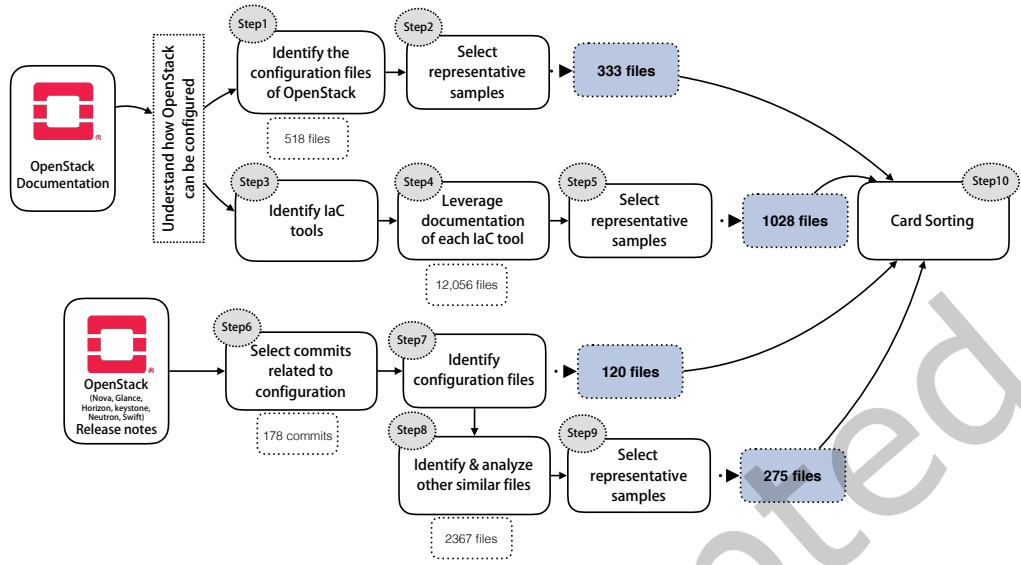 Step1
Identify the
configuration files
of OpenStack
518 files
Step2
Select
representative
samples
333 files
OpenStack
Documentation
Understand how OpenStack
can be configured
Step3
Identify IaC
tools
Step4
Leverage
documentation
of each IaC tool
12,056 files
Step5
Select
representative
samples
1028 files
Step10
Card Sorting
OpenStack
(Nova, Glance,
Horizon, keystone,
Neutron, Swift)
Release notes
Step6
Select commits
related to
configuration
178 commits
Step7
Identify
configuration files
120 files
Step8
Identify & analyze
other similar files
2367 files
Step9
Select
representative
samples
275 files